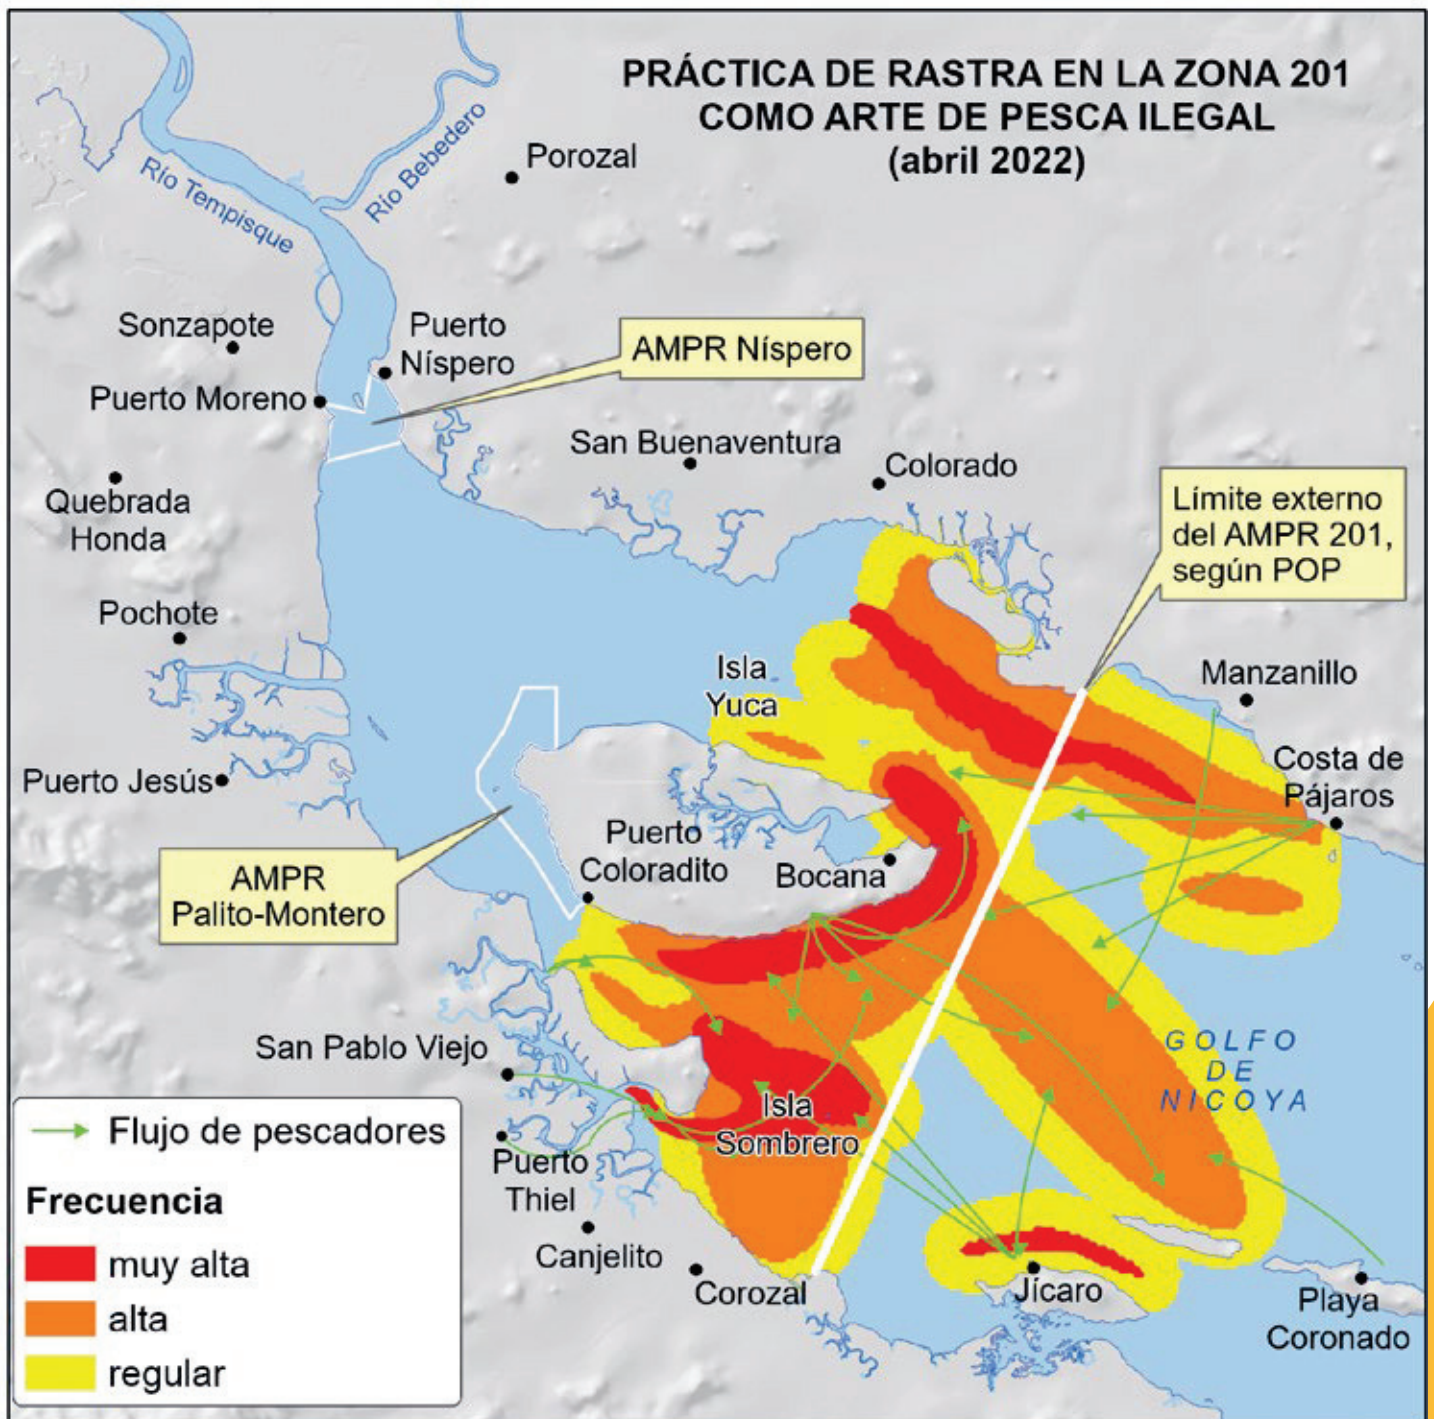 PRÁCTICA DE RASTRA EN LA ZONA 201
COMO ARTE DE PESCA ILEGAL
(abril 2022)
Río Tempisque
Río Bebedero
Porozal
Sonzapote
Puerto
Níspero
AMPR Níspero
Puerto Moreno
San Buenaventura
Colorado
Quebrada
Honda
Límite externo
del AMPR 201,
según POP
Pochote
Isla
Yuca
Manzanillo
Puerto Jesús
Costa de
Pájaros
Puerto
Coloradito
Bocana
AMPR
Palito-Montero
San Pablo Viejo
GOLFO
DE
NICOYA
Isla
Sombrero
Puerto
Thiel
Canjelito
Corozal
Jícaro
Playa
Coronado
Flujo de pescadores
Frecuencia
muy alta
alta
regular